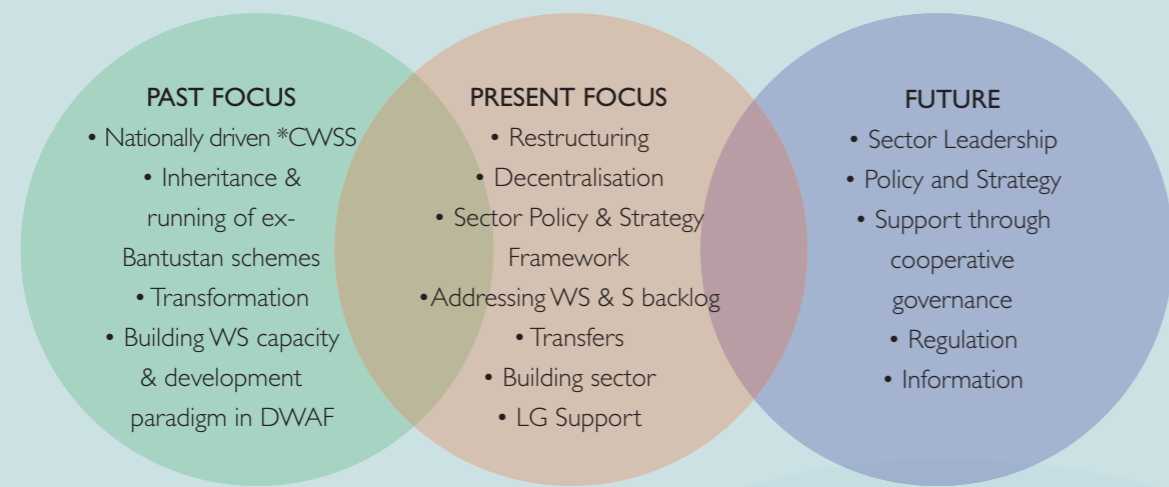 PAST FOCUS
• Nationally driven *CWSS
• Inheritance &
running of ex-
Bantustan schemes
• Transformation
• Building WS capacity
& development
paradigm in DWAF
PRESENT FOCUS
• Restructuring
• Decentralisation
• Sector Policy & Strategy
Framework
•Addressing WS & S backlog
• Transfers
• Building sector
• LG Support
FUTURE
• Sector Leadership
• Policy and Strategy
• Support through
cooperative
governance
• Regulation
• Information